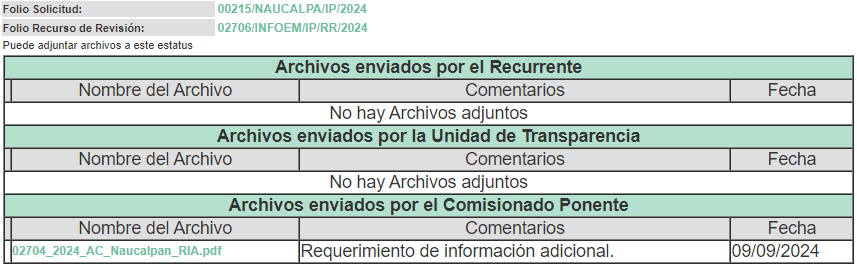 Folio Solicitud: 00215/NAUCALPA/IP/2024
Folio Recurso de Revisión: 02706/INFOEM/IP/RR/2024
Puede adjuntar archivos a este estatus
Archivos enviados por el Recurrente
Nombre del Archivo Comentarios Fecha
No hay Archivos adjuntos
Archivos enviados por la Unidad de Transparencia
Nombre del Archivo Comentarios Fecha
No hay Archivos adjuntos
Archivos enviados por el Comisionado Ponente
Nombre del Archivo Comentarios Fecha
02704_2024_AC_Naucalpan_RIA.pdf Requerimiento de información adicional. 09/09/2024